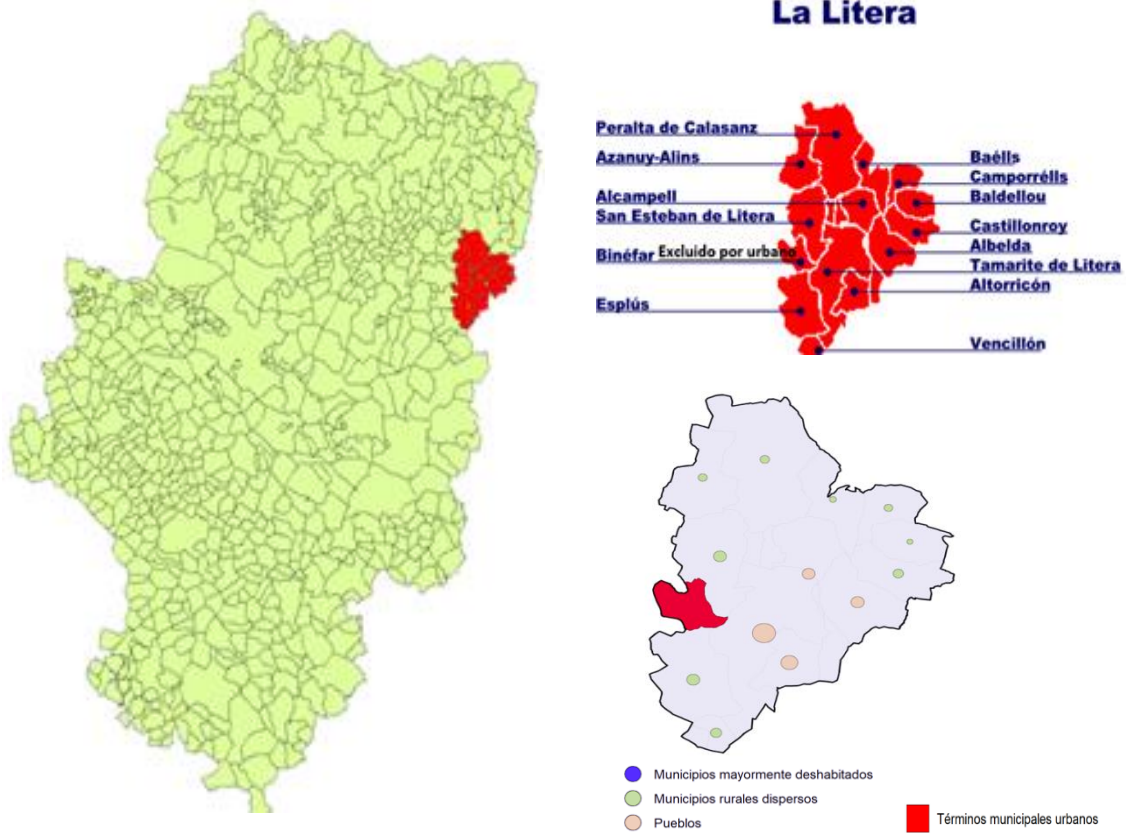 La Litera
Peralta de Calasanz
Azanuy-Alins
Alcampell
San Esteban de Litera
Binéfar Excluido por urbano
Esplús
Baélls
Camporrélls
Baldellou
Castillonroy
Albelda
Tamarite de Litera
Altorricón
Vencillón
Municipios mayormente deshabitados
Municipios rurales dispersos
Pueblos
Términos municipales urbanos